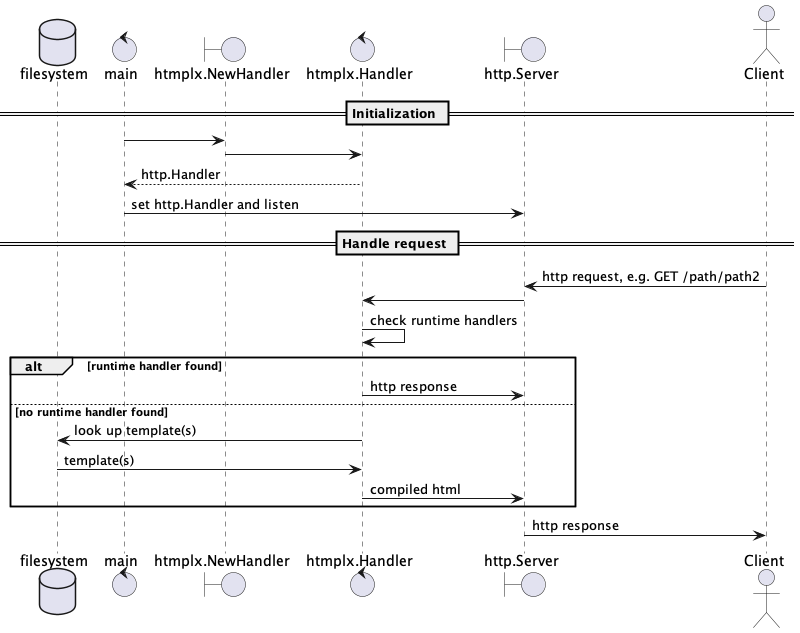 filesystem
main
htmplx.NewHandler
htmplx.Handler
http.Server
Client
Initialization
http.Handler
set http.Handler and listen
Handle request
http request, e.g. GET /path/path2
check runtime handlers
alt
[runtime handler found]
http response
[no runtime handler found]
look up template(s)
template(s)
compiled html
http response
filesystem
main
htmplx.NewHandler
htmplx.Handler
http.Server
Client